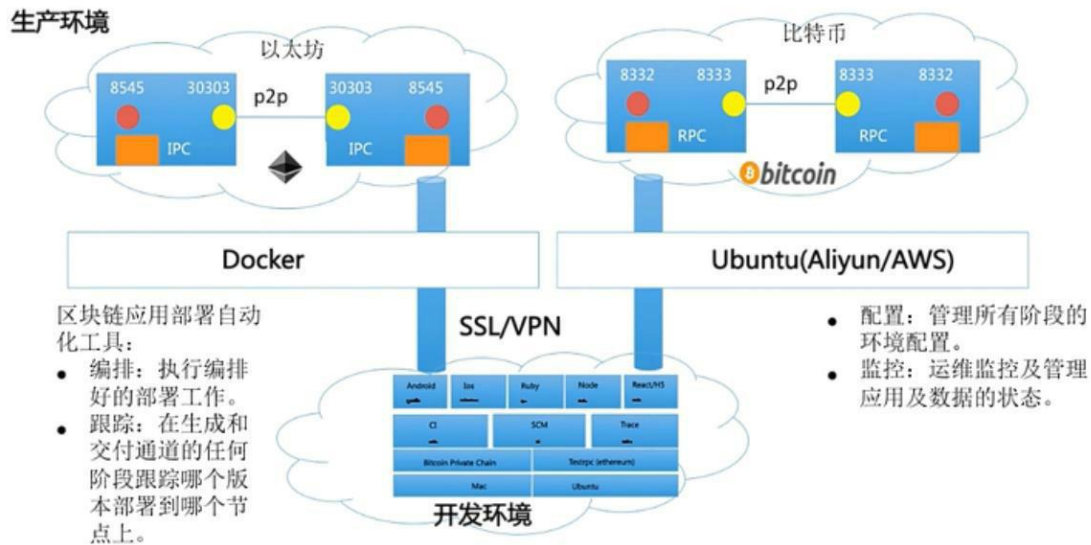 生产环境
以太坊
比特币
8545 30303 p2p 30303 8545
IPC IPC
8332 8333 p2p 8333 8332
RPC RPC
bitcoin
Docker
Ubuntu(Aliyun/AWS)
SSL/VPN
区块链应用部署自动
化工具：
• 编排：执行编排
好的部署工作。
• 跟踪：在生成和
交付通道的任何
阶段跟踪哪个版
本部署到哪个节
点上。
• 配置：管理所有阶段的
环境配置。
• 监控：运维监控及管理
应用及数据的状态。
Android Ios Ruby Node React/H5
CI SCM Trace
Bitcoin Private Chain Testrpc (ethereum)
Mac Ubuntu
开发环境